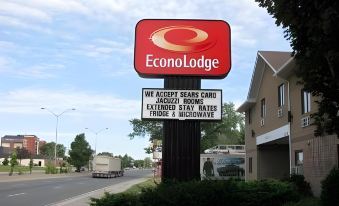 ECONOLODGE
WE ACCEPT SEARS CARD
JACUZZI ROOMS
EXTENDED STAY RATES
FRIDGE & MICROWAVE